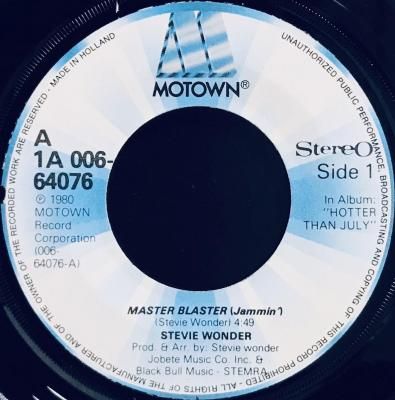 MOTOWN®
A
1A 006-
64076
℗ 1980
MOTOWN
Record
Corporation
(006-
64076-A)
Stereo
Side 1
In Album:
"HOTTER
THAN JULY"
MASTER BLASTER (Jammin')
(Stevie Wonder) 4:49
STEVIE WONDER
Prod. & Arr. by: Stevie wonder
Jobete Music Co. Inc. &
Black Bull Music - STEMRA
ALL RIGHTS OF THE MANUFACTURER AND OF THE OWNER OF THE RECORDED WORK ARE RESERVED - MADE IN HOLLAND
UNAUTHORIZED PUBLIC PERFORMANCE, BROADCASTING AND COPYING OF THIS RECORD PROHIBITED -